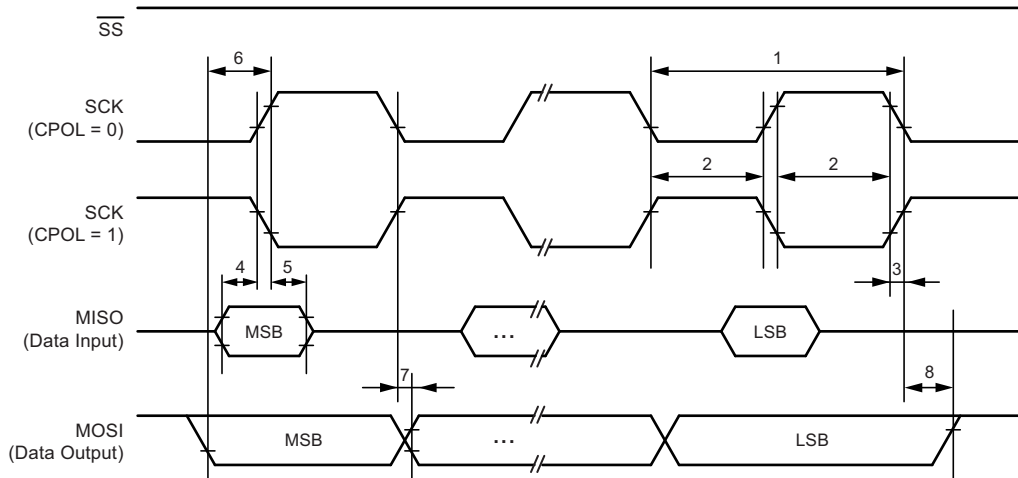 SS
6
1
SCK
(CPOL = 0)
2
2
SCK
(CPOL = 1)
4
5
3
MISO
(Data Input)
MSB
...
LSB
7
8
MOSI
(Data Output)
MSB
...
LSB